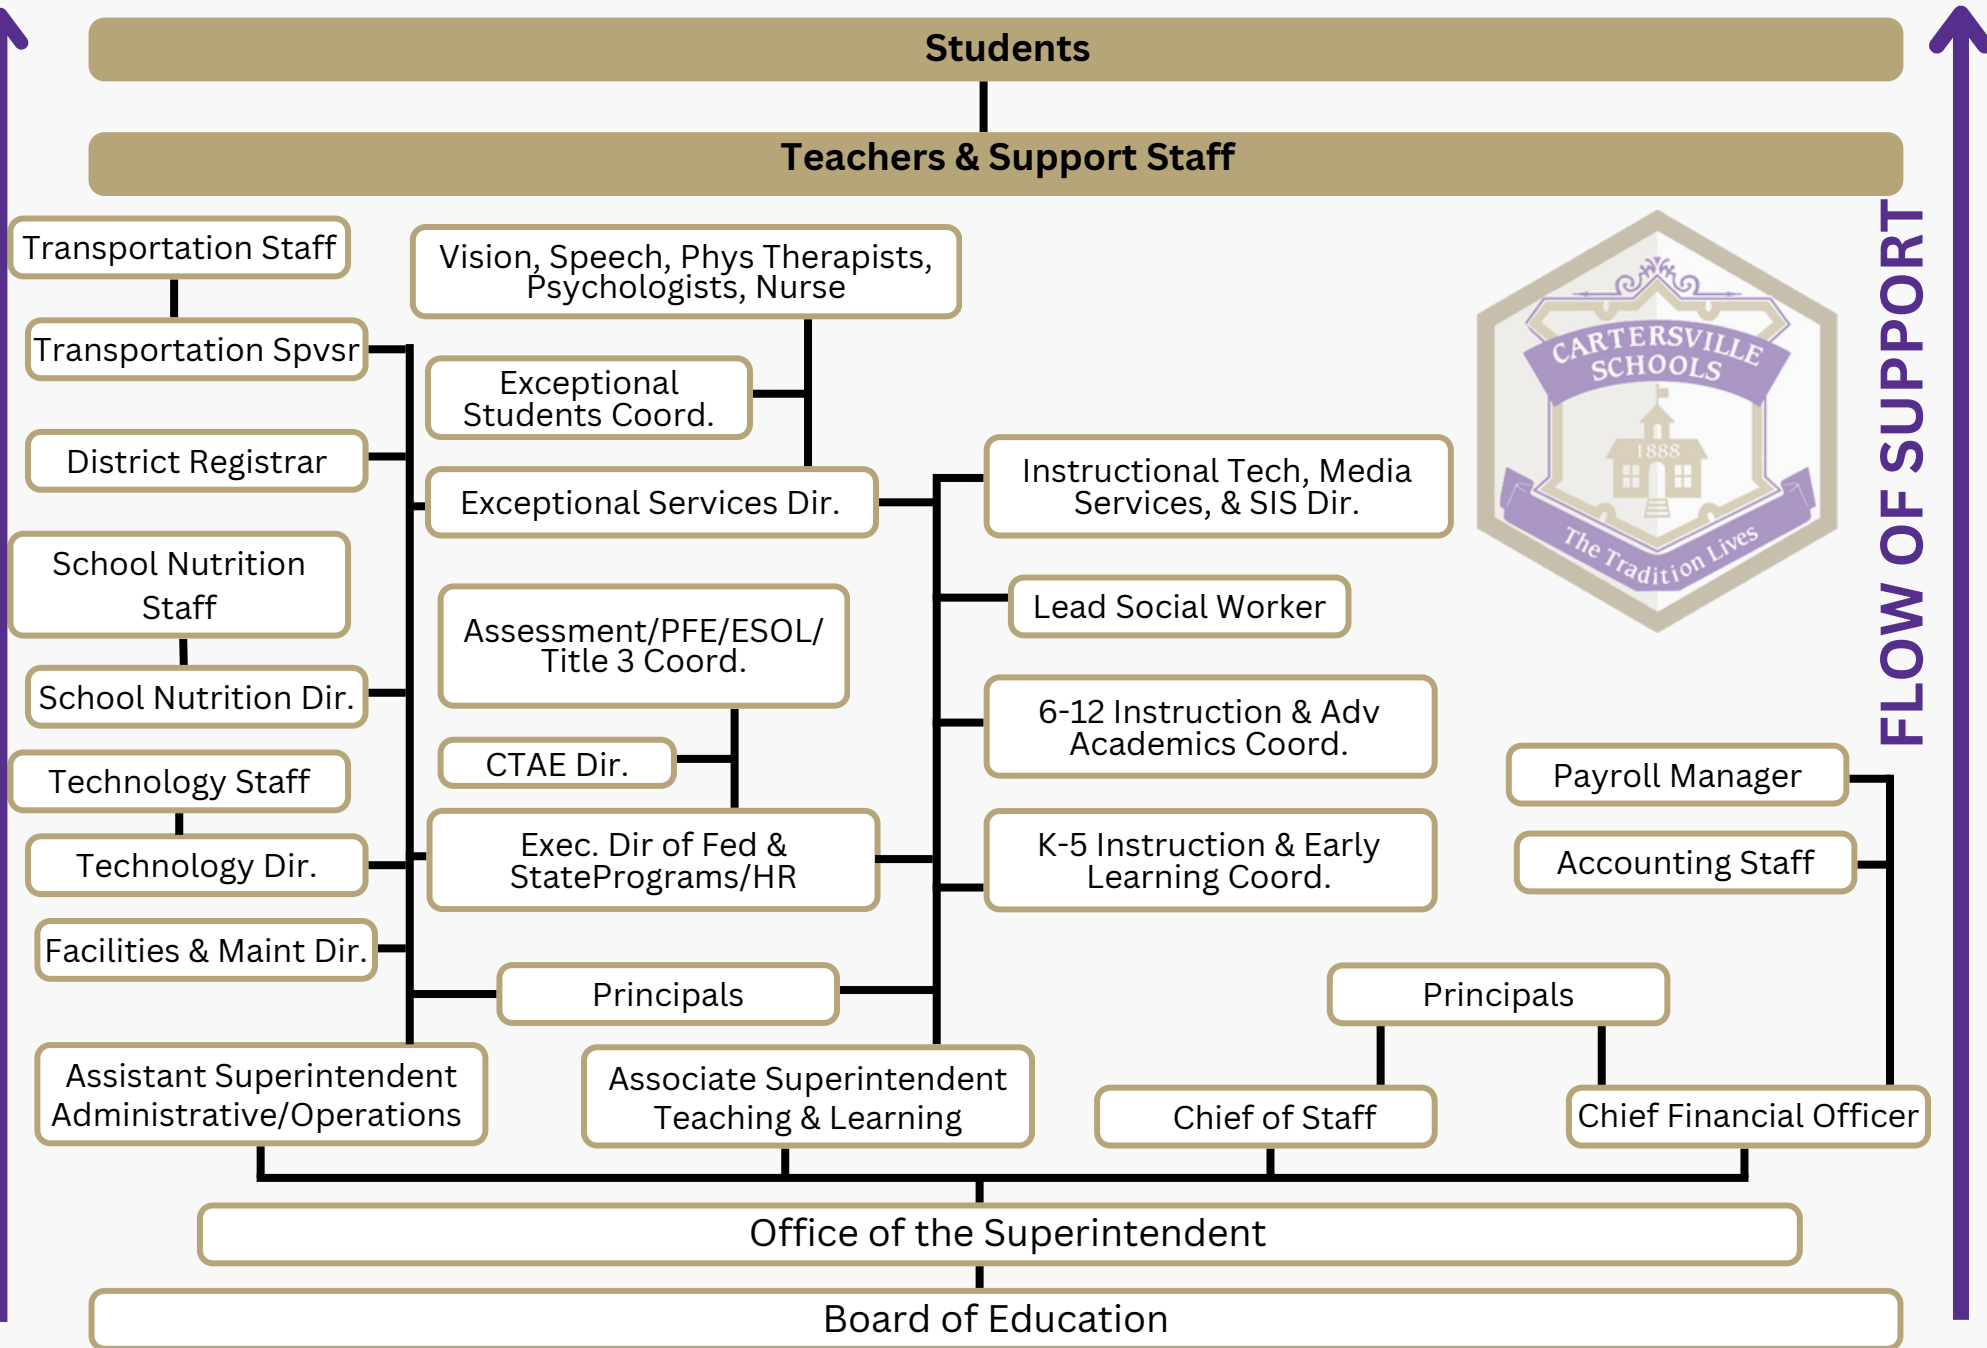 Students
Teachers & Support Staff
Transportation Staff
Transportation Spvsr
District Registrar
School Nutrition
Staff
School Nutrition Dir.
Technology Staff
Technology Dir.
Facilities & Maint Dir.
Vision, Speech, Phys Therapists,
Psychologists, Nurse
Exceptional
Students Coord.
Exceptional Services Dir.
Assessment/PFE/ESOL/
Title 3 Coord.
CTAE Dir.
Exec. Dir of Fed &
StatePrograms/HR
Principals
Instructional Tech, Media
Services, & SIS Dir.
Lead Social Worker
6-12 Instruction & Adv
Academics Coord.
K-5 Instruction & Early
Learning Coord.
CARTERSVILLE
SCHOOLS
1888
The Tradition Lives
FLOW OF SUPPORT
Payroll Manager
Accounting Staff
Principals
Assistant Superintendent
Administrative/Operations
Associate Superintendent
Teaching & Learning
Chief of Staff
Chief Financial Officer
Office of the Superintendent
Board of Education